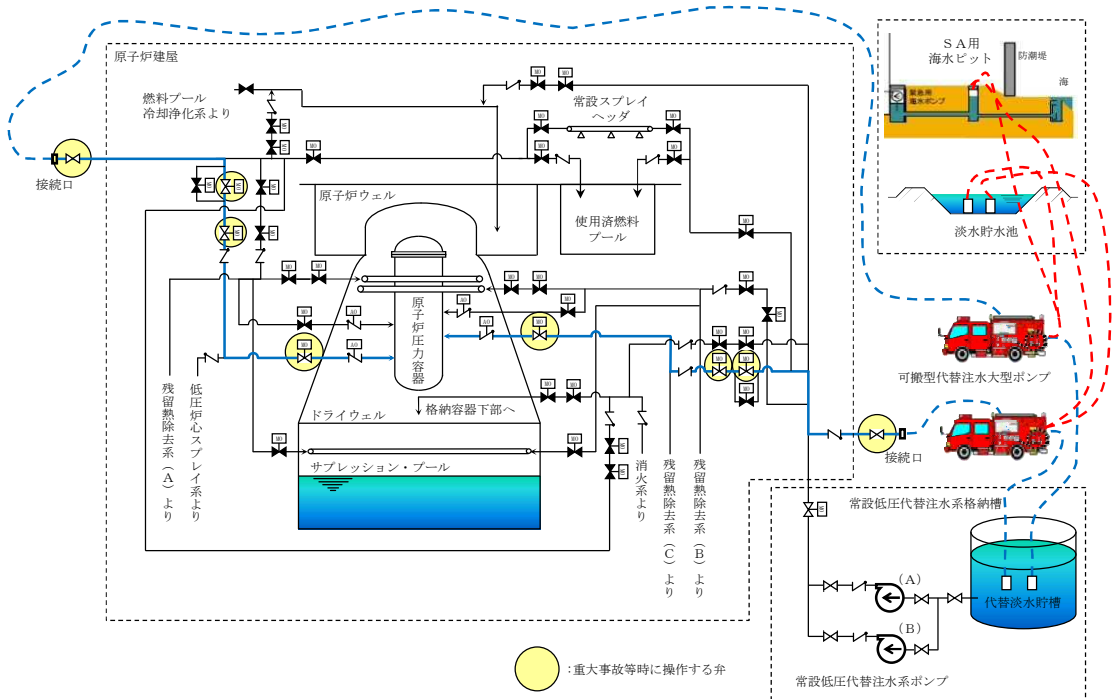 原子炉建屋
ＳＡ用
海水ピット
防潮堤
海
緊急用
海水ポンプ
淡水貯水池
燃料プール
冷却浄化系より
常設スプレイ
ヘッダ
MO
接続口
原子炉ウェル
使用済燃料
プール
原子炉圧力容器
AO
可搬型代替注水大型ポンプ
接続口
ドライウェル
格納容器下部へ
サプレッション・プール
残留熱除去系（Ａ）より
低圧炉心スプレイ系より
消火系より
残留熱除去系（Ｃ）より
残留熱除去系（Ｂ）より
常設低圧代替注水系格納槽
（A）
（B）
代替淡水貯槽
常設低圧代替注水系ポンプ
：重大事故等時に操作する弁